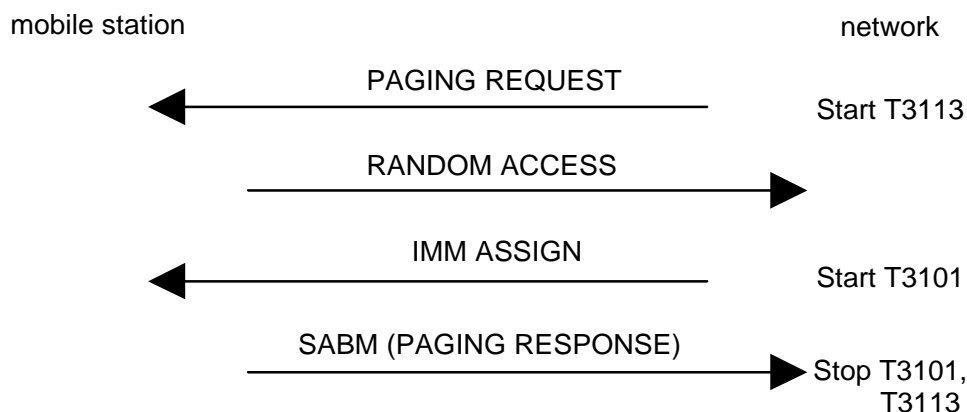 mobile station
network
PAGING REQUEST
Start T3113
RANDOM ACCESS
IMM ASSIGN
Start T3101
SABM (PAGING RESPONSE)
Stop T3101,
T3113